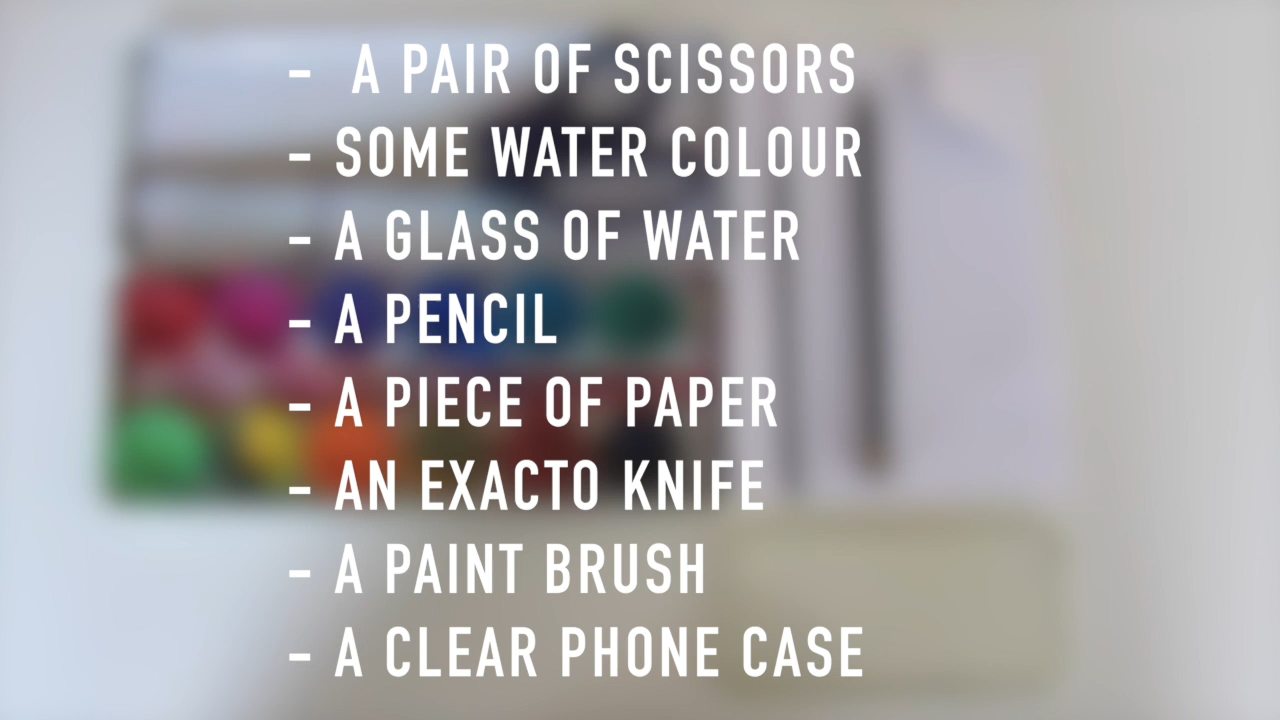 - A PAIR OF SCISSORS
- SOME WATER COLOUR
- A GLASS OF WATER
- A PENCIL
- A PIECE OF PAPER
- AN EXACTO KNIFE
- A PAINT BRUSH
- A CLEAR PHONE CASE